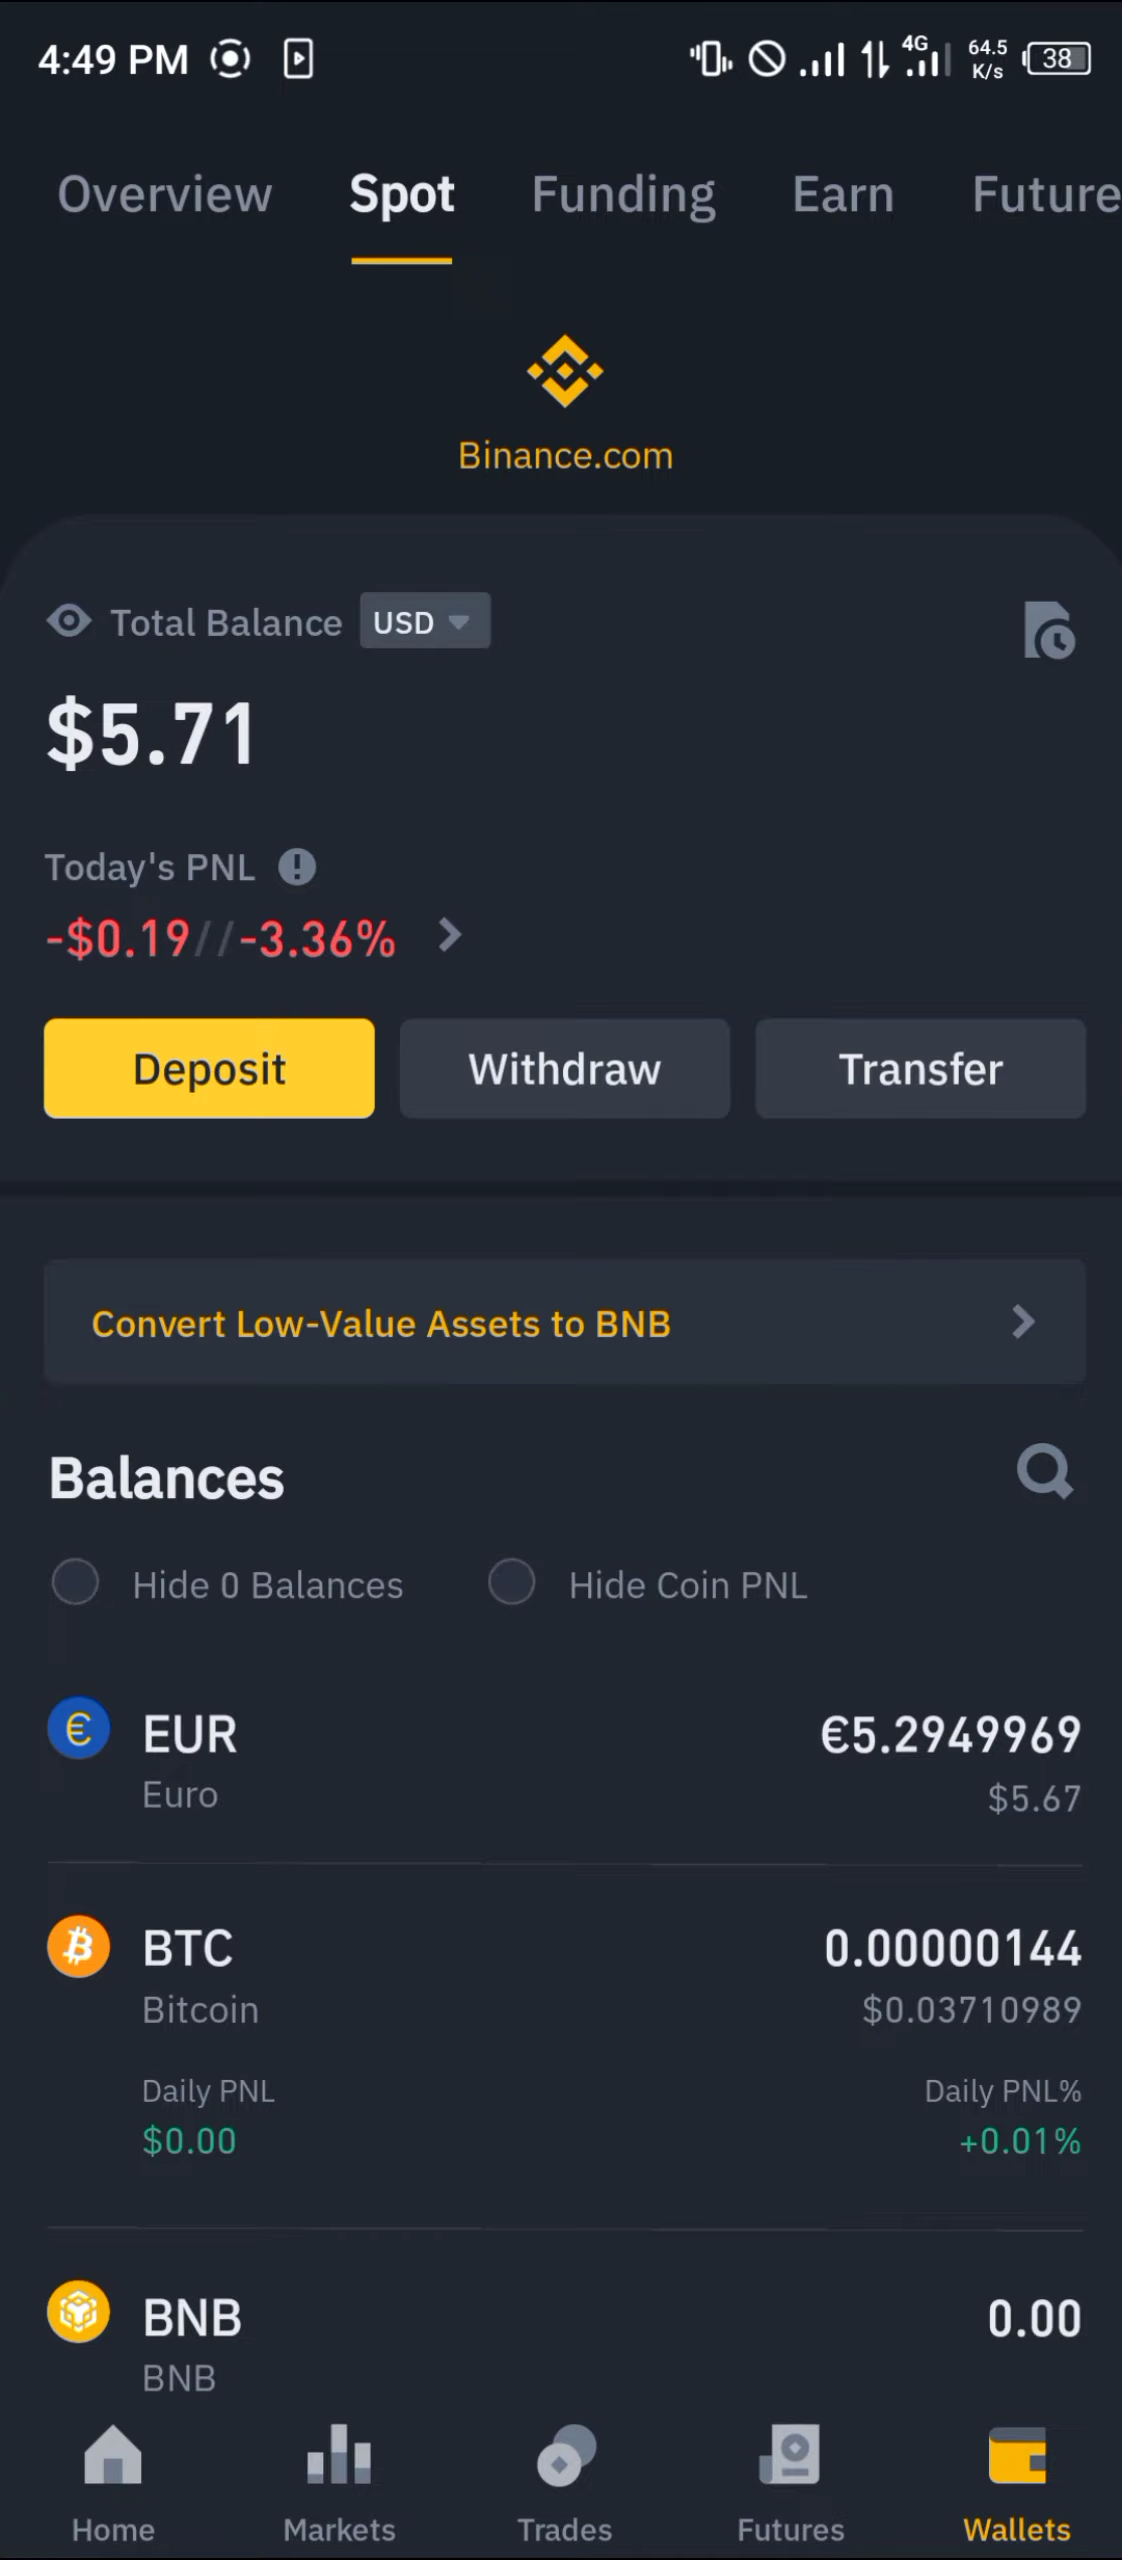 4:49 PM 4G 64.5 K/s 38
Overview Spot Funding Earn Future
Binance.com
Total Balance USD
$5.71
Today's PNL
-$0.19//-3.36%
Deposit Withdraw Transfer
Convert Low-Value Assets to BNB
Balances
Hide 0 Balances Hide Coin PNL
EUR €5.2949969
Euro $5.67
BTC 0.00000144
Bitcoin $0.03710989
Daily PNL Daily PNL%
$0.00 +0.01%
BNB 0.00
BNB
Home Markets Trades Futures Wallets